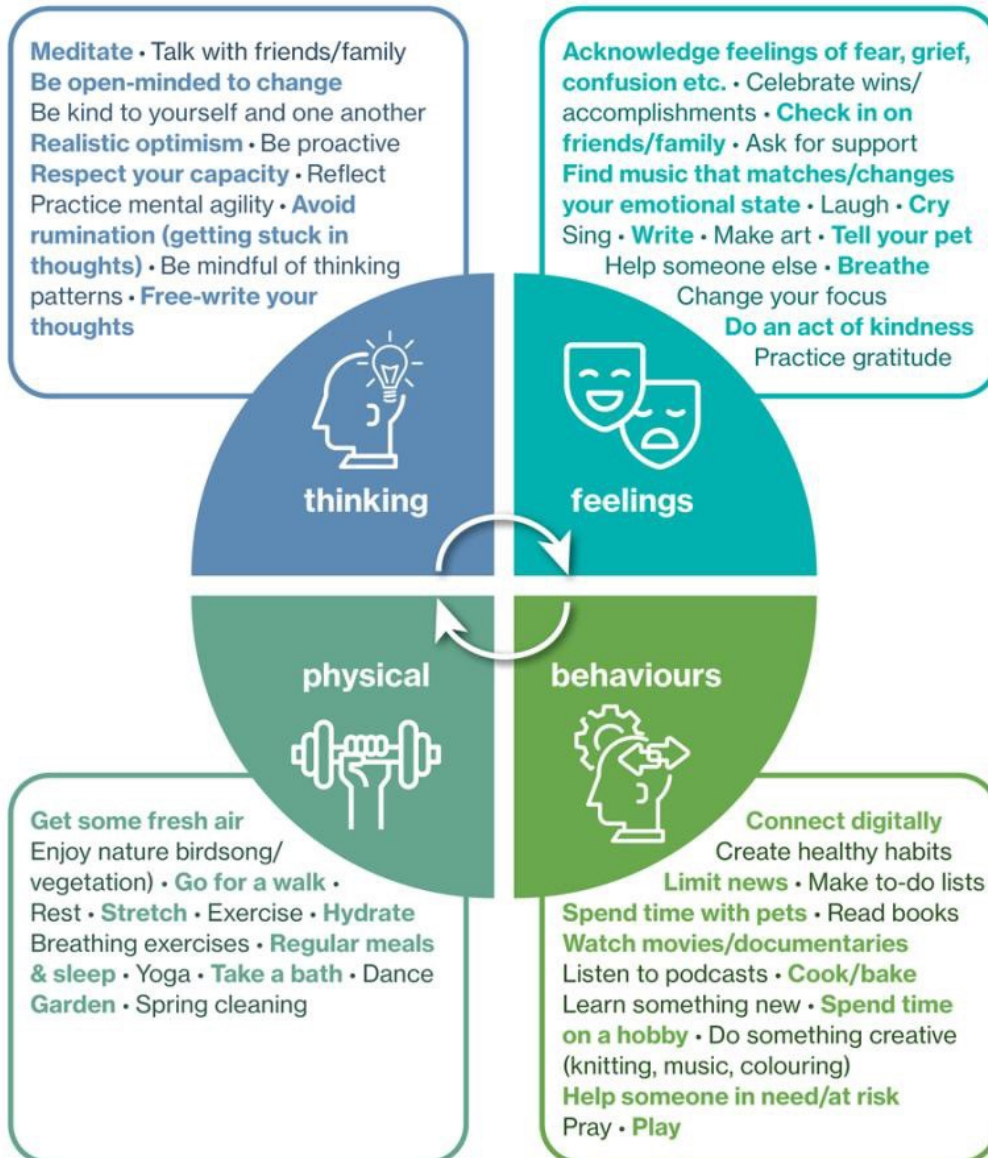 Meditate • Talk with friends/family
Be open-minded to change
Be kind to yourself and one another
Realistic optimism • Be proactive
Respect your capacity • Reflect
Practice mental agility • Avoid
rumination (getting stuck in
thoughts) • Be mindful of thinking
patterns • Free-write your
thoughts
Acknowledge feelings of fear, grief,
confusion etc. • Celebrate wins/
accomplishments • Check in on
friends/family • Ask for support
Find music that matches/changes
your emotional state • Laugh • Cry
Sing • Write • Make art • Tell your pet
Help someone else • Breathe
Change your focus
Do an act of kindness
Practice gratitude
thinking
feelings
physical
behaviours
Get some fresh air
Enjoy nature birdsong/
vegetation) • Go for a walk •
Rest • Stretch • Exercise • Hydrate
Breathing exercises • Regular meals
& sleep • Yoga • Take a bath • Dance
Garden • Spring cleaning
Connect digitally
Create healthy habits
Limit news • Make to-do lists
Spend time with pets • Read books
Watch movies/documentaries
Listen to podcasts • Cook/bake
Learn something new • Spend time
on a hobby • Do something creative
(knitting, music, colouring)
Help someone in need/at risk
Pray • Play